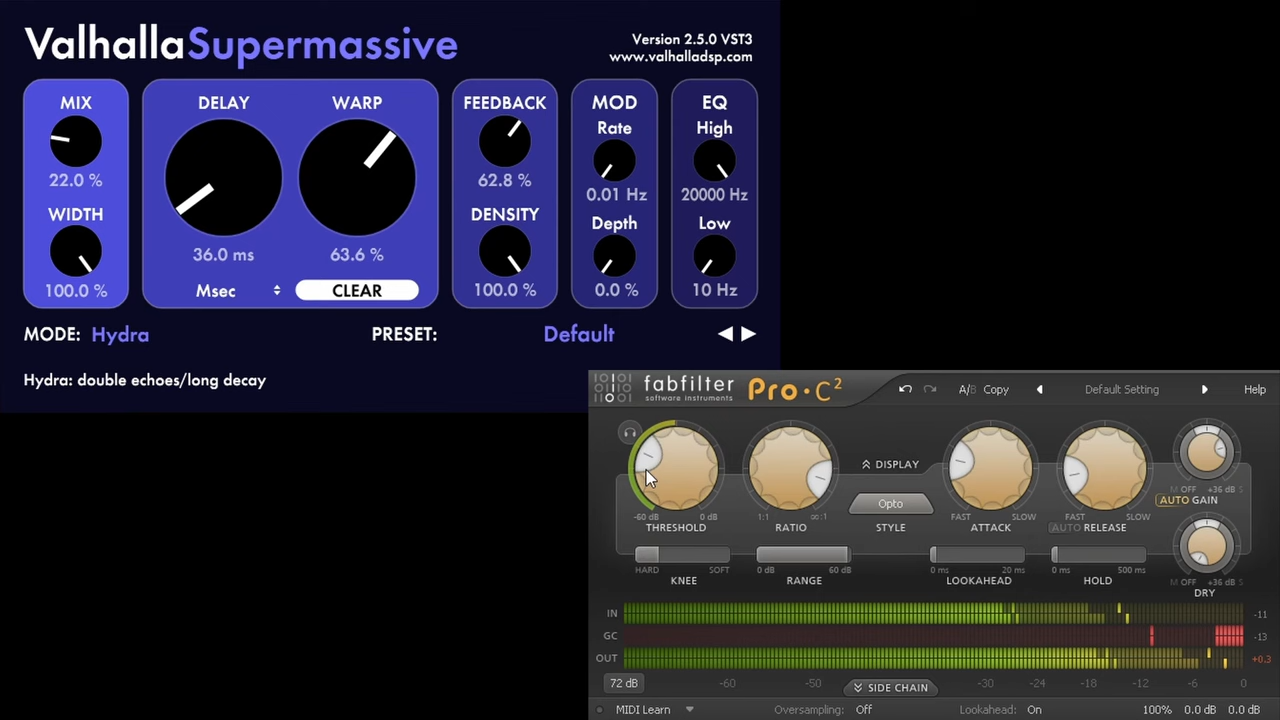 ValhallaSupermassive
Version 2.5.0 VST3
www.valhalladsp.com
MIX
22.0 %
WIDTH
100.0 %
DELAY
36.0 ms
Msec
WARP
63.6 %
CLEAR
FEEDBACK
62.8 %
DENSITY
100.0 %
MOD
Rate
0.01 Hz
Depth
0.0 %
EQ
High
20000 Hz
Low
10 Hz
MODE: Hydra
PRESET: Default
Hydra: double echoes/long decay
fabfilter
software instruments
Pro·C²
A/B Copy
Default Setting
Help
-60 dB 0 dB
THRESHOLD
1:1 ∞:1
RATIO
DISPLAY
Opto
STYLE
FAST SLOW
ATTACK
FAST SLOW
AUTO RELEASE
M OFF +36 dB S
AUTO GAIN
HARD SOFT
KNEE
0 dB 60 dB
RANGE
0 ms 20 ms
LOOKAHEAD
0 ms 500 ms
HOLD
M OFF +36 dB S
DRY
IN -11
GC -13
OUT +0.3
72 dB -60 -50 -30 -24 -18 -12 -6 0
SIDE CHAIN
MIDI Learn Oversampling: Off Lookahead: On 100% 0.0 dB 0.0 dB